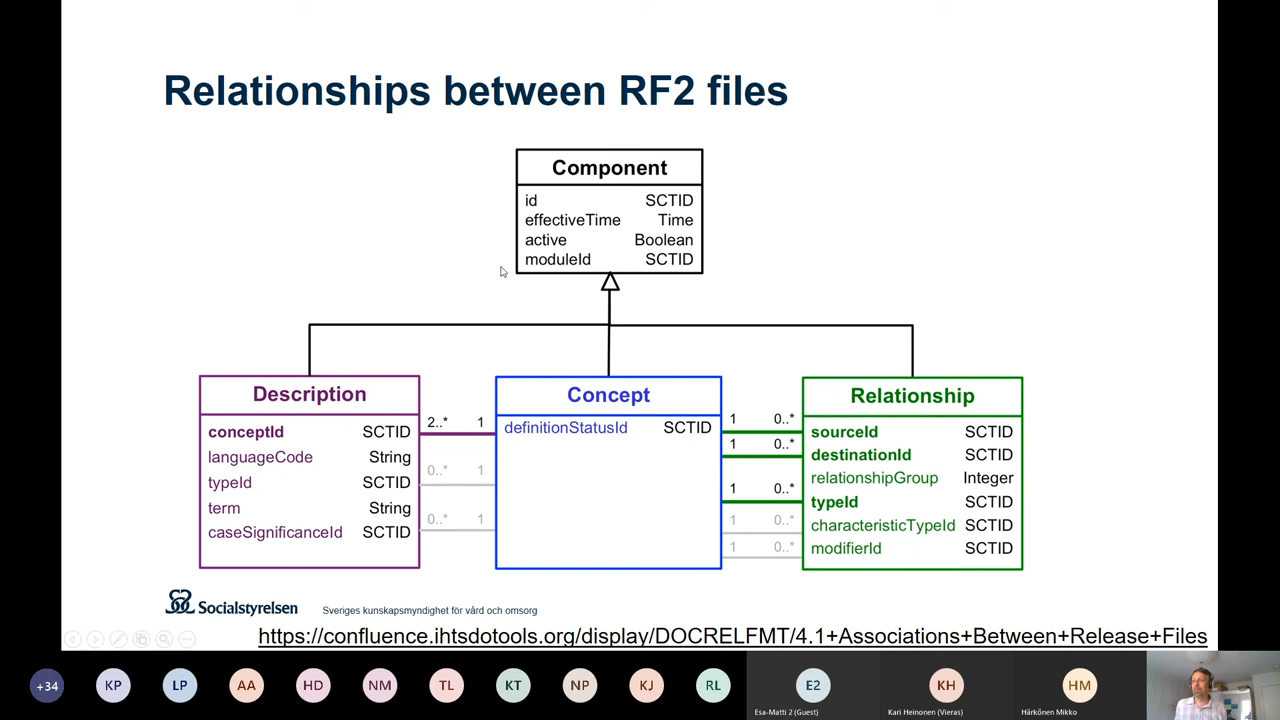 Relationships between RF2 files
Component
id SCTID
effectiveTime Time
active Boolean
moduleId SCTID
Description
conceptId SCTID
languageCode String
typeId SCTID
term String
caseSignificanceId SCTID
2..* 1
0..* 1
0..* 1
Concept
definitionStatusId SCTID
1 0..*
1 0..*
1 0..*
1 0..*
1 0..*
Relationship
sourceId SCTID
destinationId SCTID
relationshipGroup Integer
typeId SCTID
characteristicTypeId SCTID
modifierId SCTID
Socialstyrelsen
Sveriges kunskapsmyndighet för vård och omsorg
https://confluence.ihtsdotools.org/display/DOCRELFMT/4.1+Associations+Between+Release+Files
+34 KP LP AA HD NM TL KT NP KJ RL E2 KH HM
Esa-Matti 2 (Guest) Kari Heinonen (Vieras) Härkönen Mikko